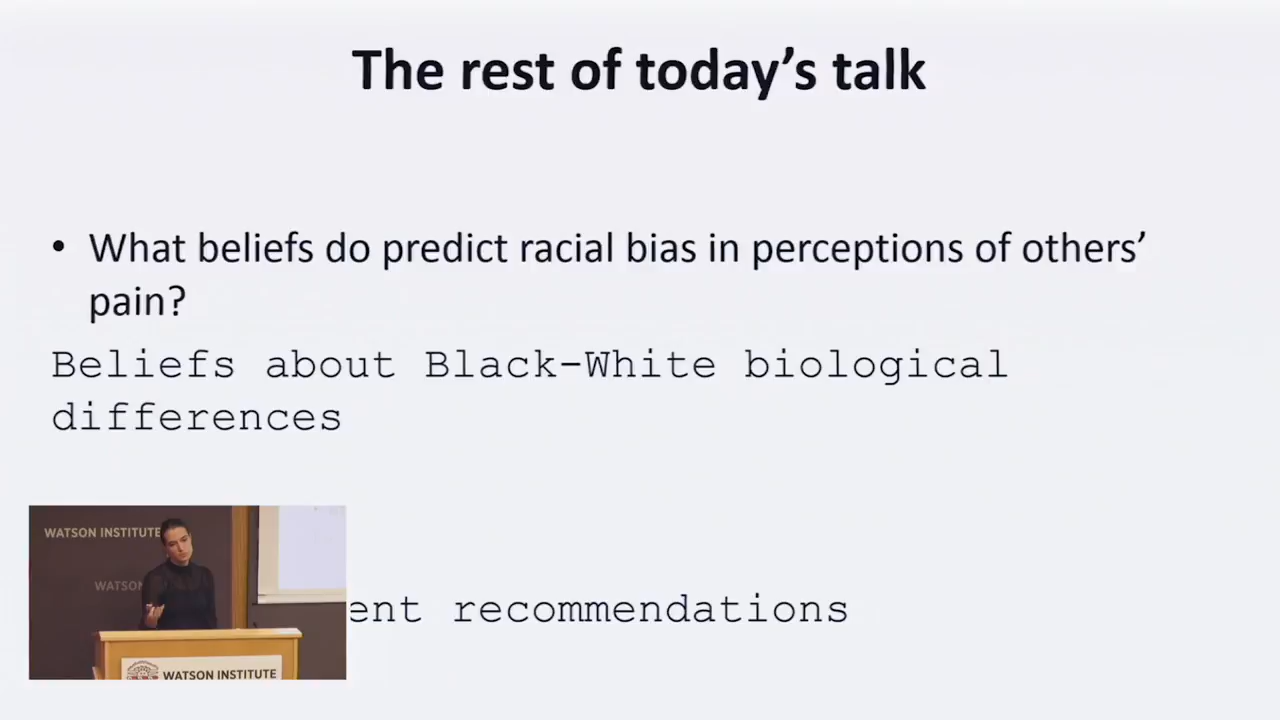 The rest of today’s talk
• What beliefs do predict racial bias in perceptions of others’
pain?
Beliefs about Black-White biological
differences
recommendations
WATSON INSTITUTE
WATSON INSTITUTE